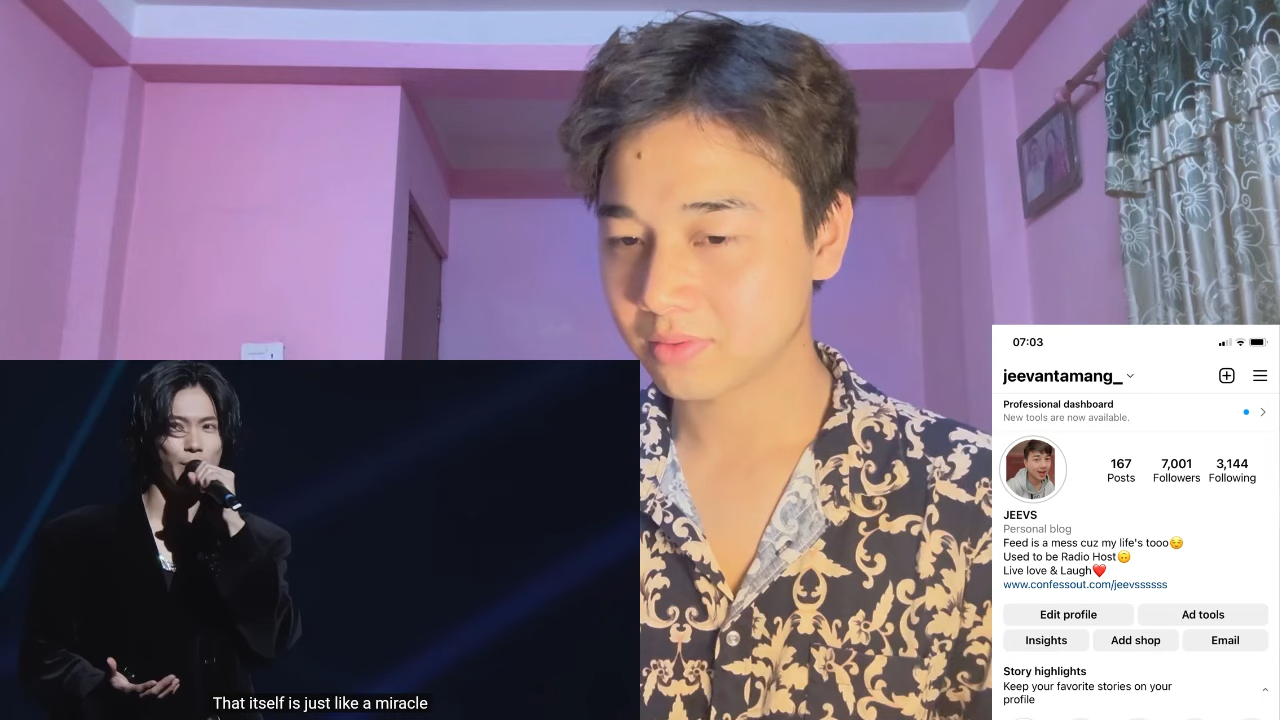 That itself is just like a miracle
07:03
jeevantamang_
Professional dashboard
New tools are now available.
167 7,001 3,144
Posts Followers Following
JEEVS
Personal blog
Feed is a mess cuz my life's tooo😏
Used to be Radio Host🙃
Live love & Laugh❤️
www.confessout.com/jeevssssss
Edit profile Ad tools
Insights Add shop Email
Story highlights
Keep your favorite stories on your
profile